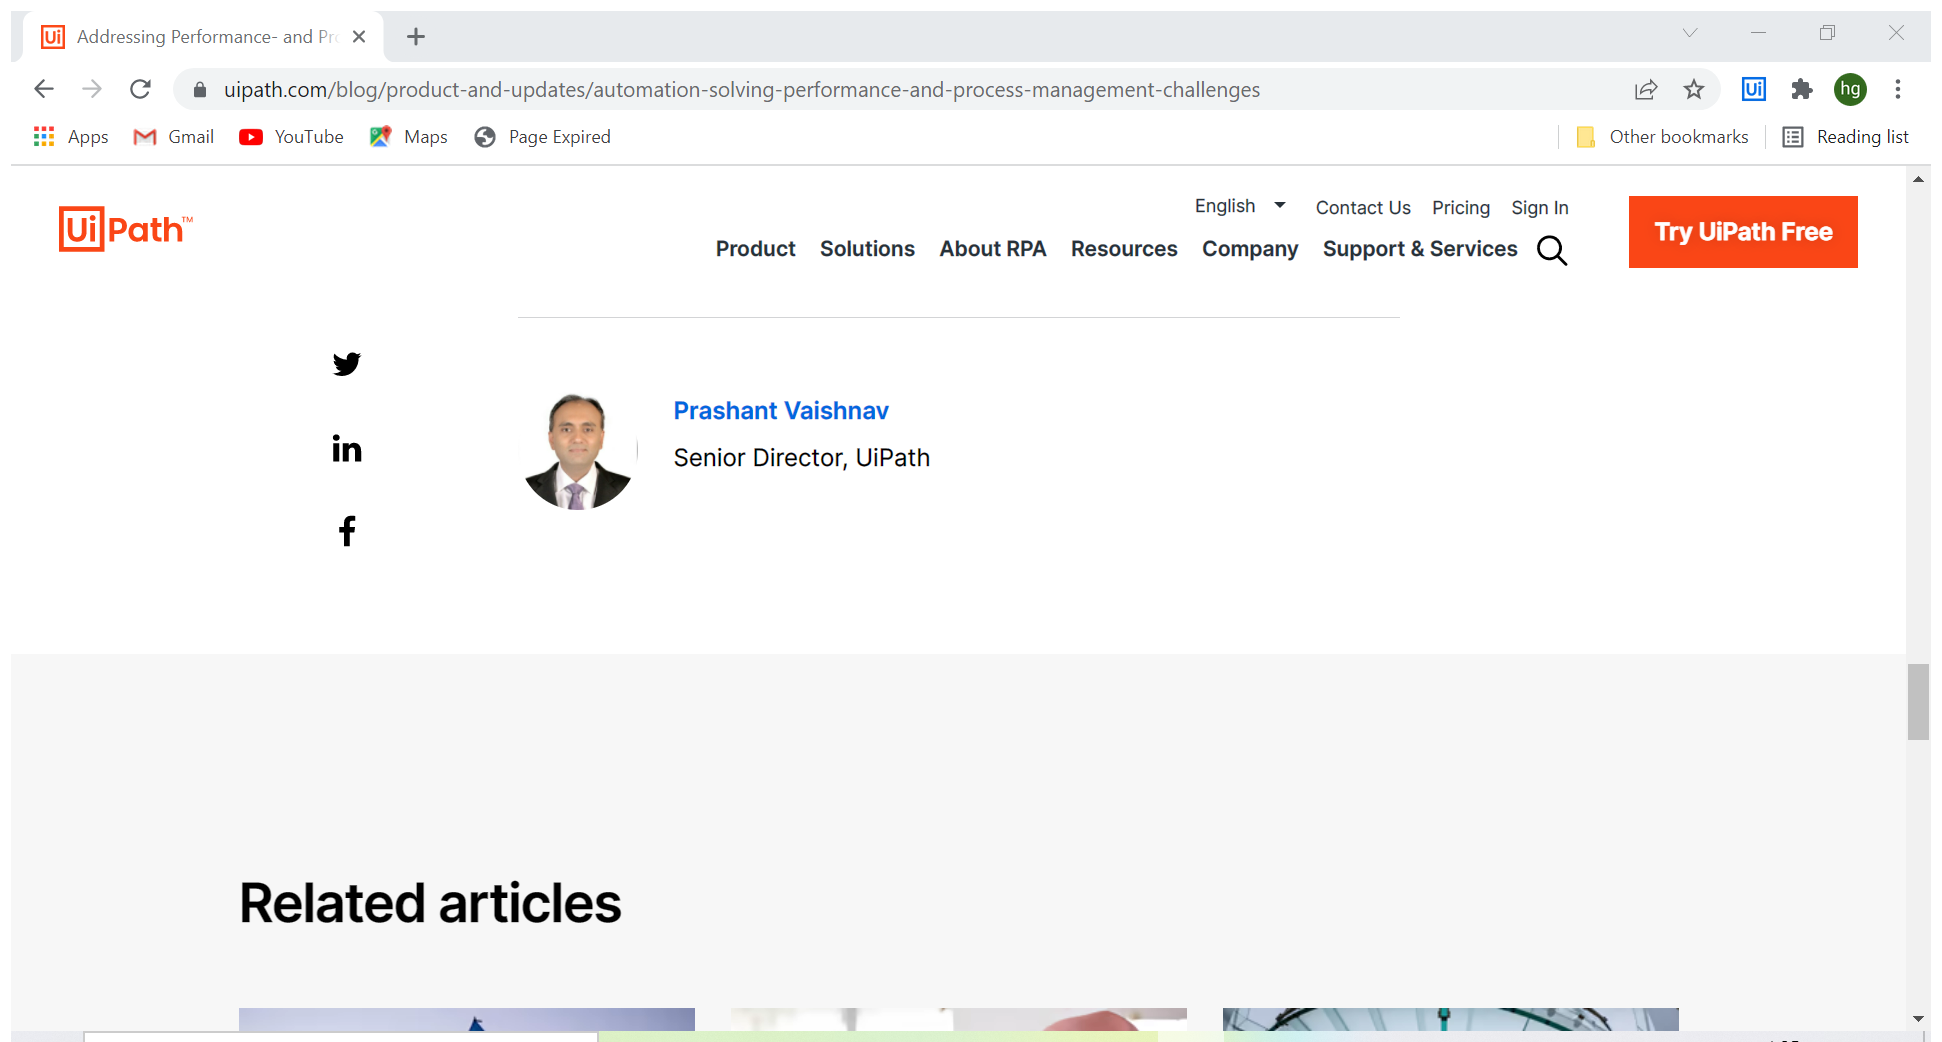 Ui Addressing Performance- and Pr
uipath.com/blog/product-and-updates/automation-solving-performance-and-process-management-challenges
Ui
hg
Apps
Gmail
YouTube
Maps
Page Expired
Other bookmarks
Reading list
UiPath™
English
Contact Us
Pricing
Sign In
Product
Solutions
About RPA
Resources
Company
Support & Services
Try UiPath Free
in
f
Prashant Vaishnav
Senior Director, UiPath
Related articles